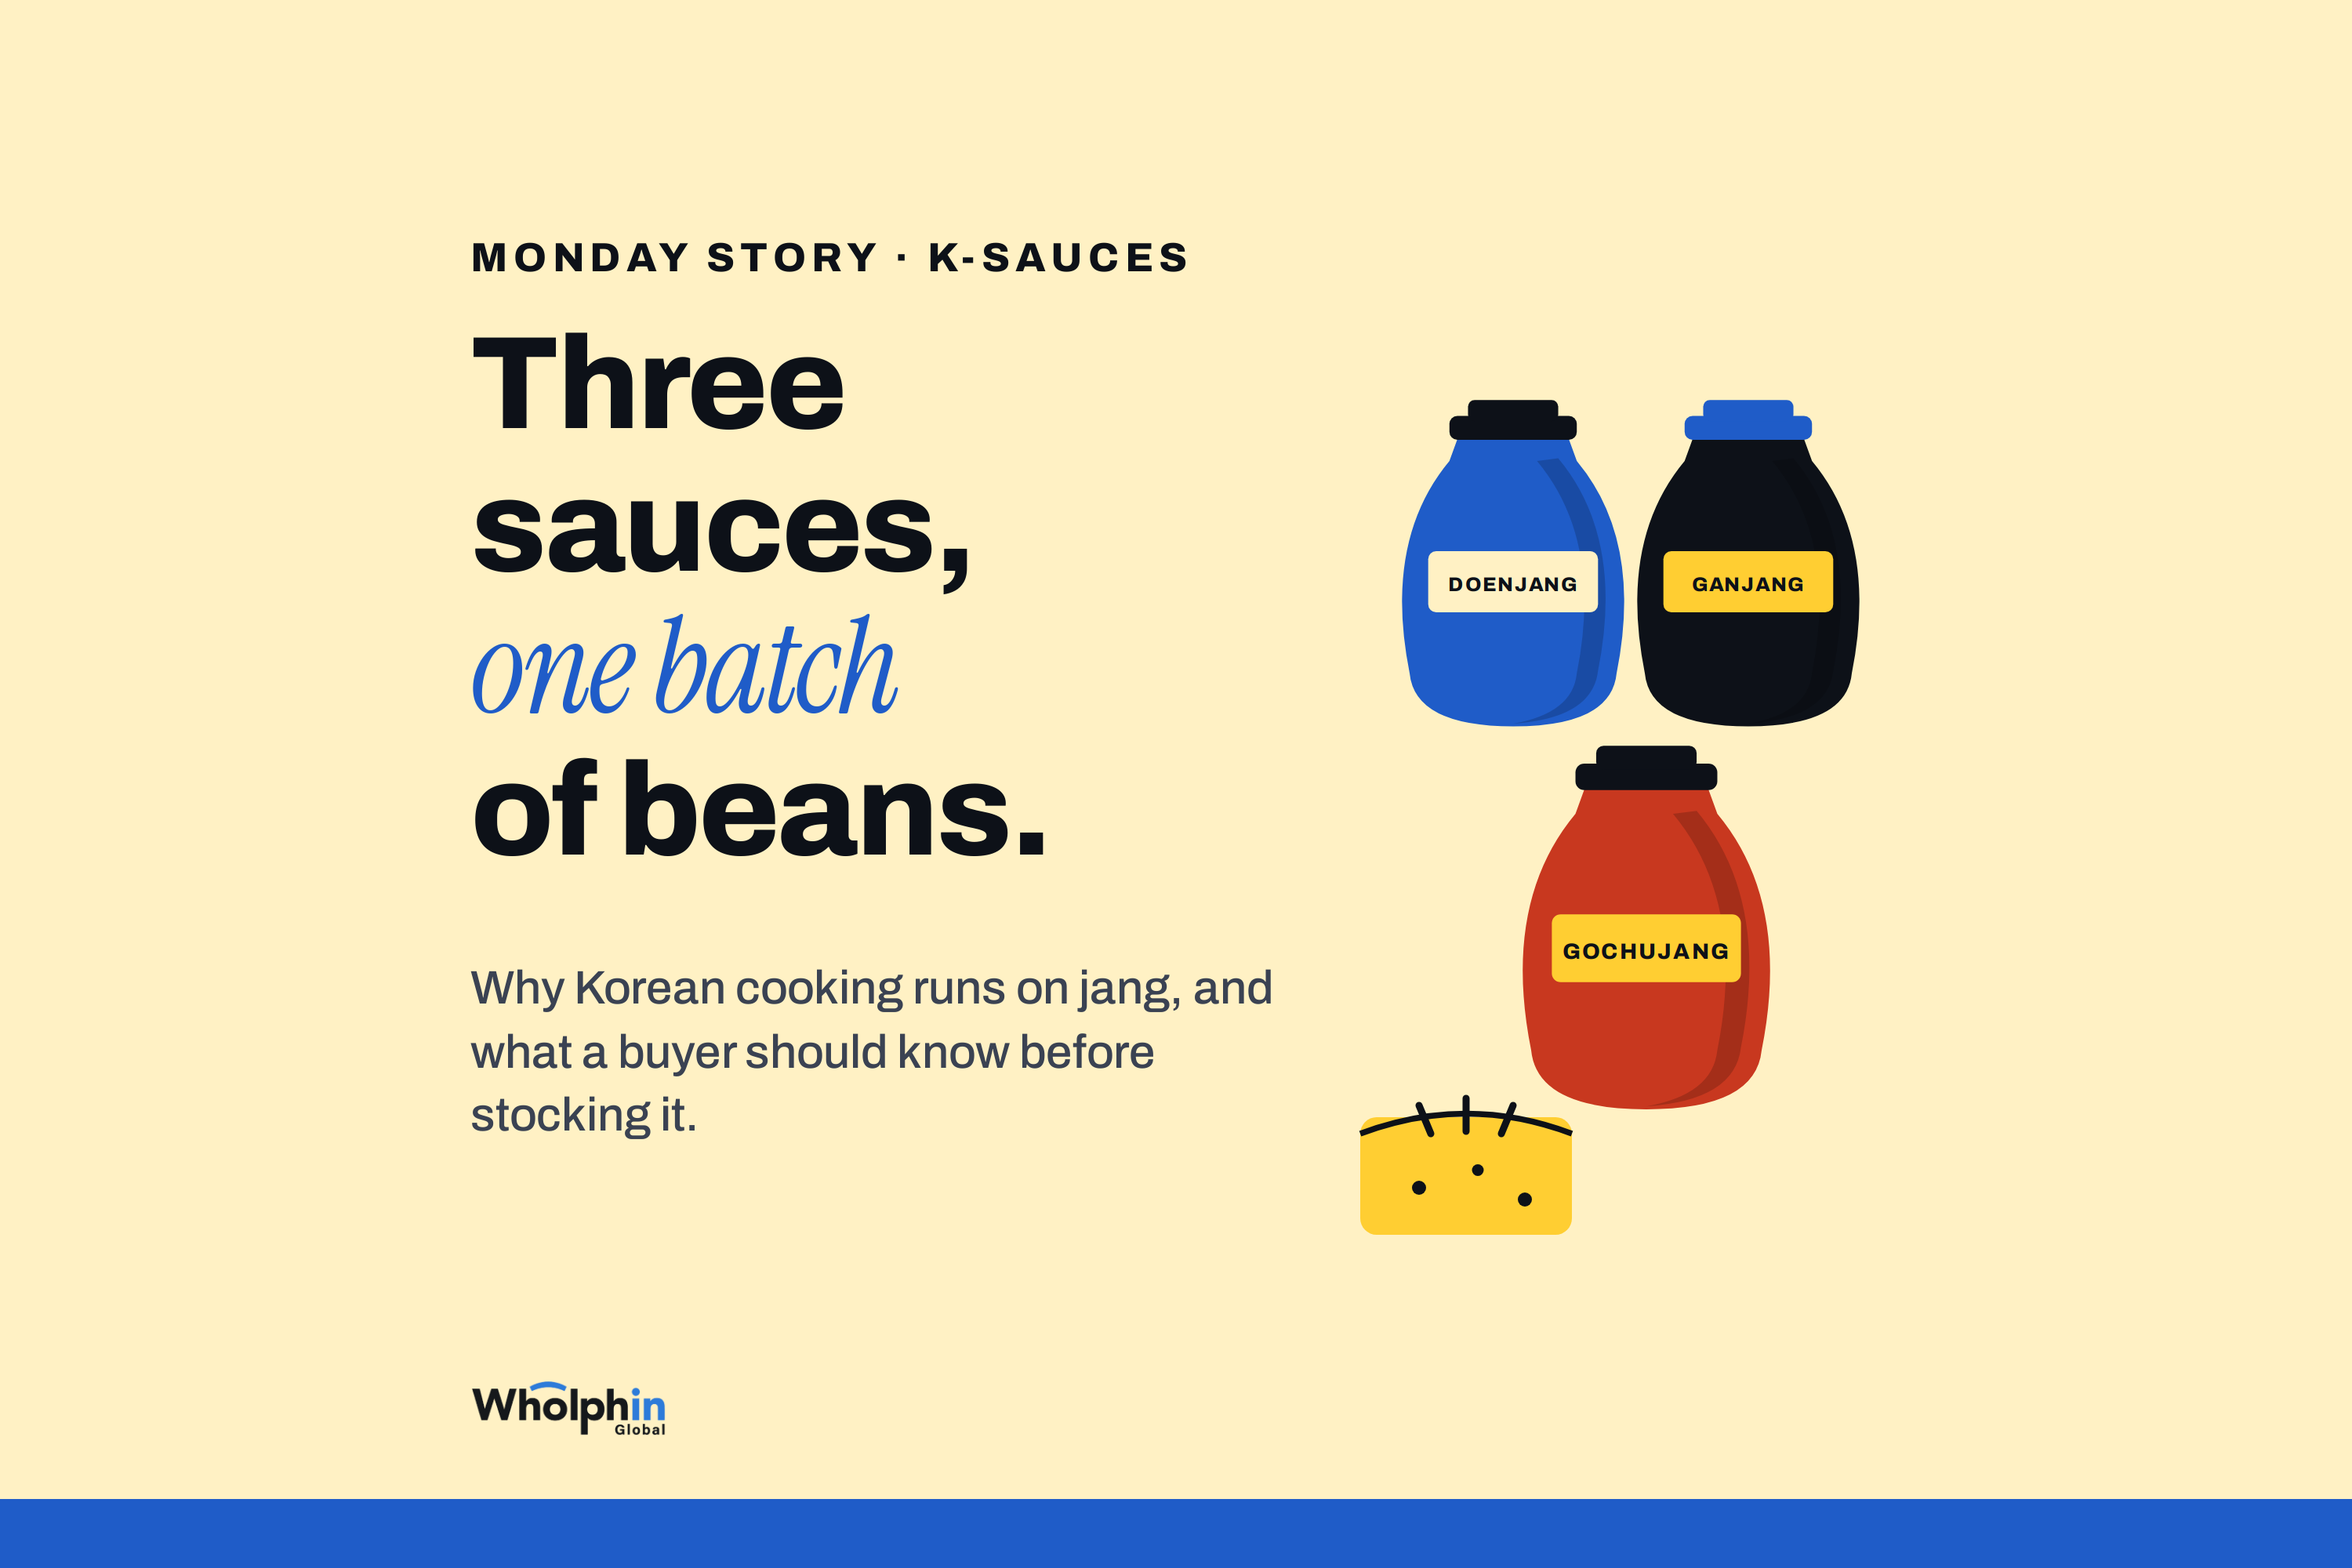 MONDAY STORY · K-SAUCES
Three
sauces,
one batch
of beans.
Why Korean cooking runs on jang, and
what a buyer should know before
stocking it.
DOENJANG
GANJANG
GOCHUJANG
Wholphin
Global